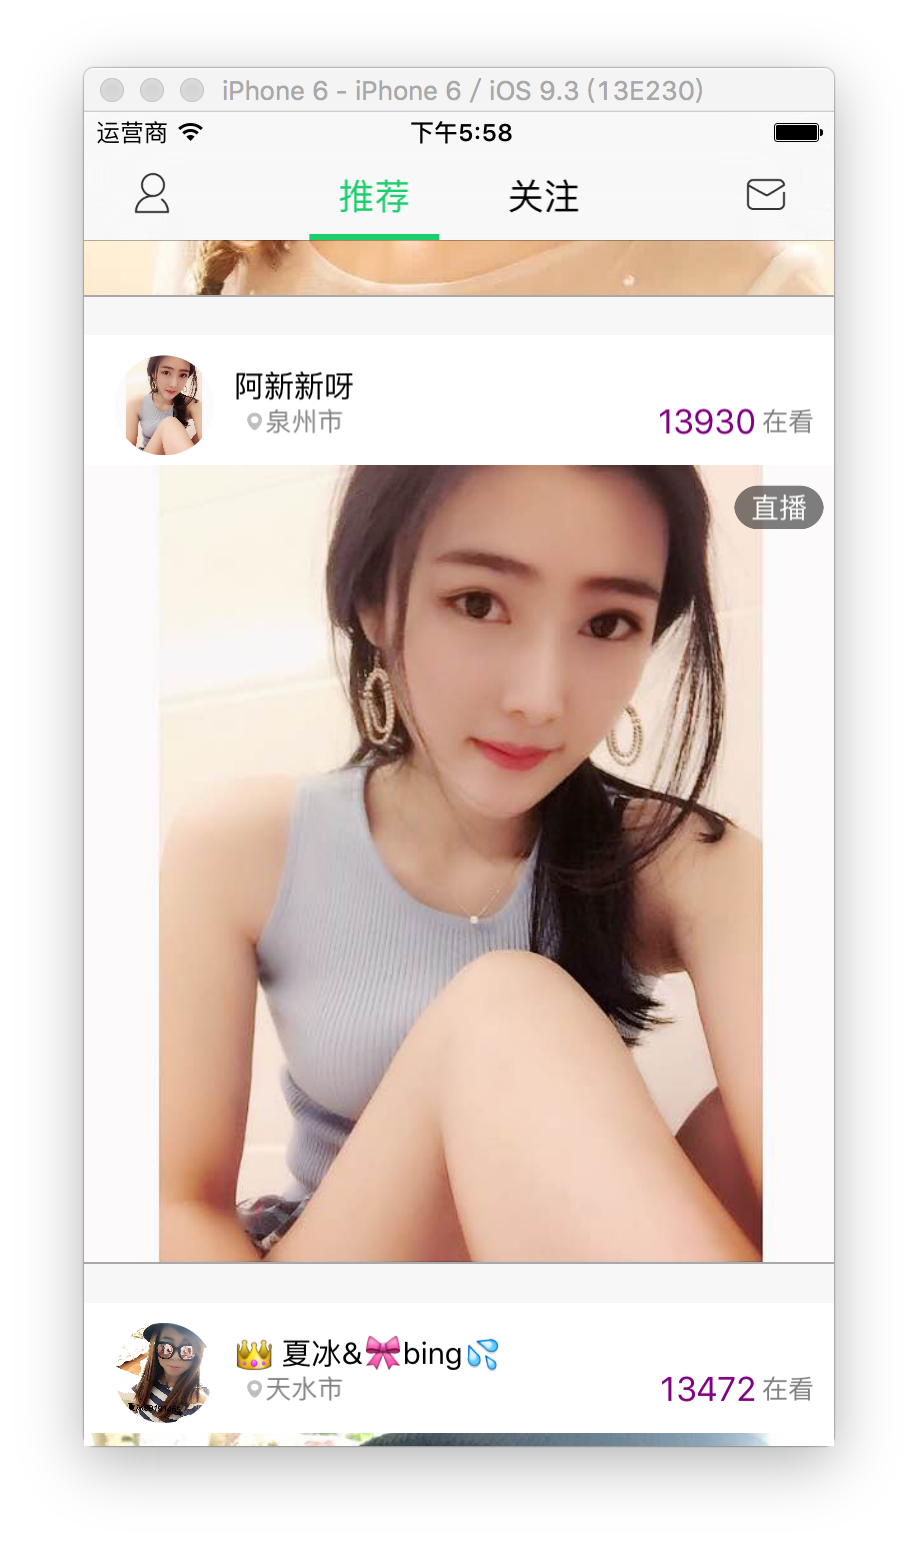 iPhone 6 - iPhone 6 / iOS 9.3 (13E230)
运营商 下午5:58
推荐 关注
阿新新呀
泉州市 13930 在看
直播
👑 夏冰&🎀bing💦
天水市 13472 在看